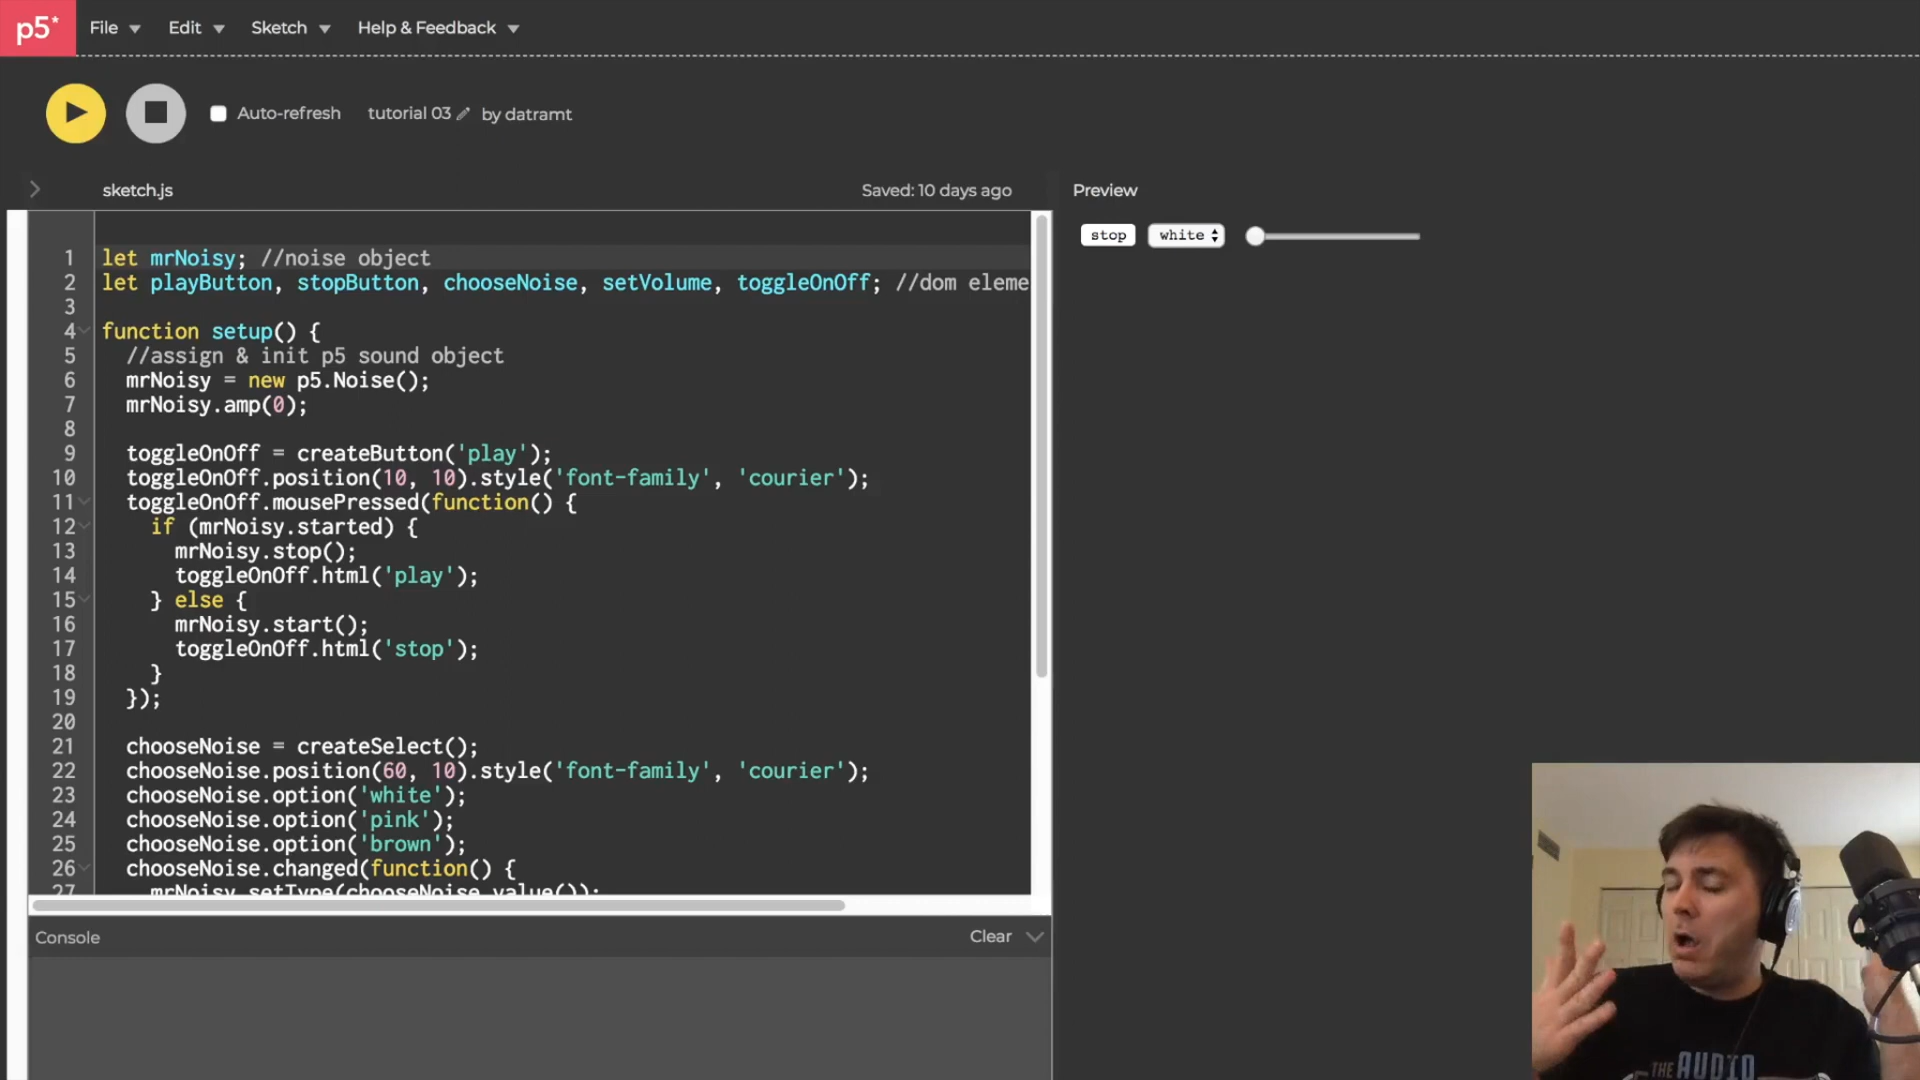 p5* File Edit Sketch Help & Feedback
Auto-refresh tutorial 03 by datramt
sketch.js Saved: 10 days ago Preview
stop white
1 let mrNoisy; //noise object
2 let playButton, stopButton, chooseNoise, setVolume, toggleOnOff; //dom eleme
3
4 function setup() {
5 //assign & init p5 sound object
6 mrNoisy = new p5.Noise();
7 mrNoisy.amp(0);
8
9 toggleOnOff = createButton('play');
10 toggleOnOff.position(10, 10).style('font-family', 'courier');
11 toggleOnOff.mousePressed(function() {
12 if (mrNoisy.started) {
13 mrNoisy.stop();
14 toggleOnOff.html('play');
15 } else {
16 mrNoisy.start();
17 toggleOnOff.html('stop');
18 }
19 });
20
21 chooseNoise = createSelect();
22 chooseNoise.position(60, 10).style('font-family', 'courier');
23 chooseNoise.option('white');
24 chooseNoise.option('pink');
25 chooseNoise.option('brown');
26 chooseNoise.changed(function() {
27 mrNoisy.setType(chooseNoise.value());
Console Clear
THE AUDIO